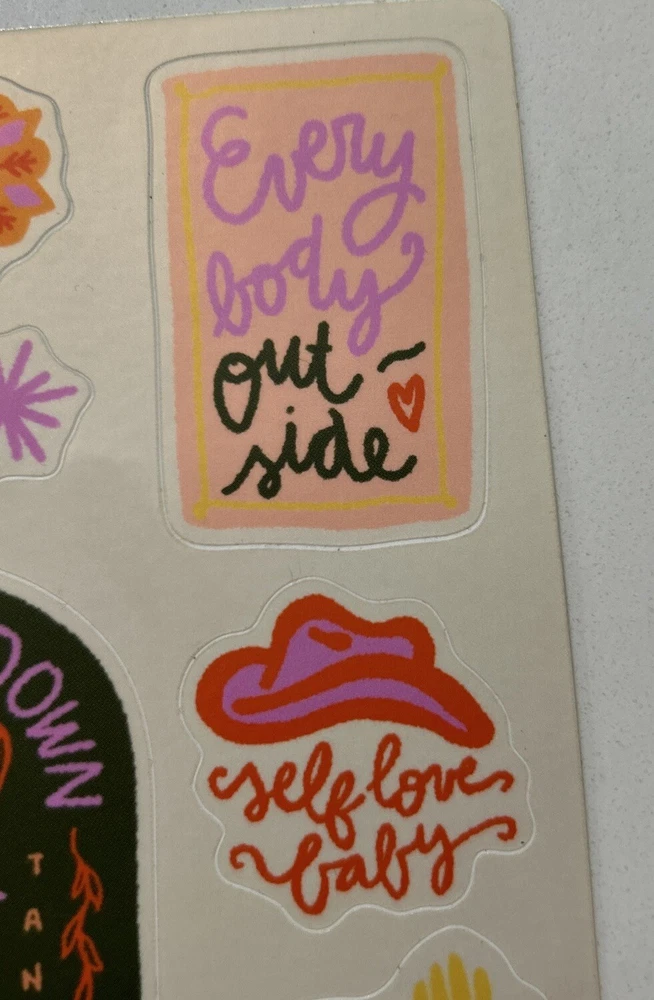 Every
body
out-
side
self love
baby
DOWN
T
A
N